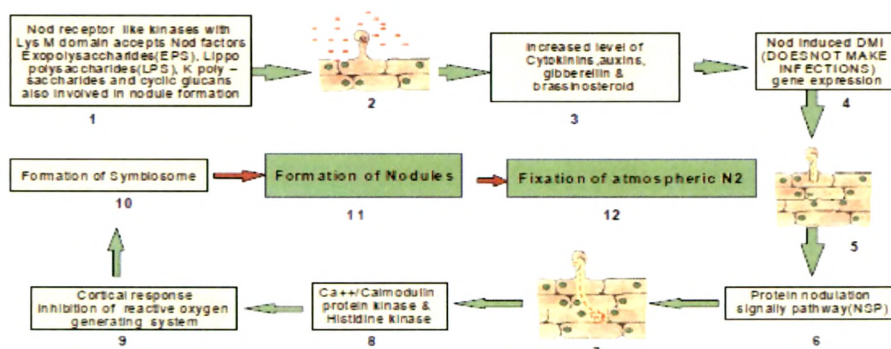 Nod receptor like kinases with
Lys M domain accepts Nod factors
Exopolysaccharides(EPS), Lippo
polysaccharides(LPS), K poly –
saccharides and cyclic glucans
also involved in nodule formation
1
2
Increased level of
Cytokinins,auxins,
gibberellin &
brassinosteroid
3
Nod induced DMI
(DOESNOT MAKE
INFECTIONS)
gene expression
4
5
Protein nodulation
signally pathway(NSP)
6
7
Ca++/Calmodulin
protein kinase &
Histidine kinase
8
Cortical response
inhibition of reactive oxygen
generating system
9
Formation of Symbiosome
10
Formation of Nodules
11
Fixation of atmospheric N2
12